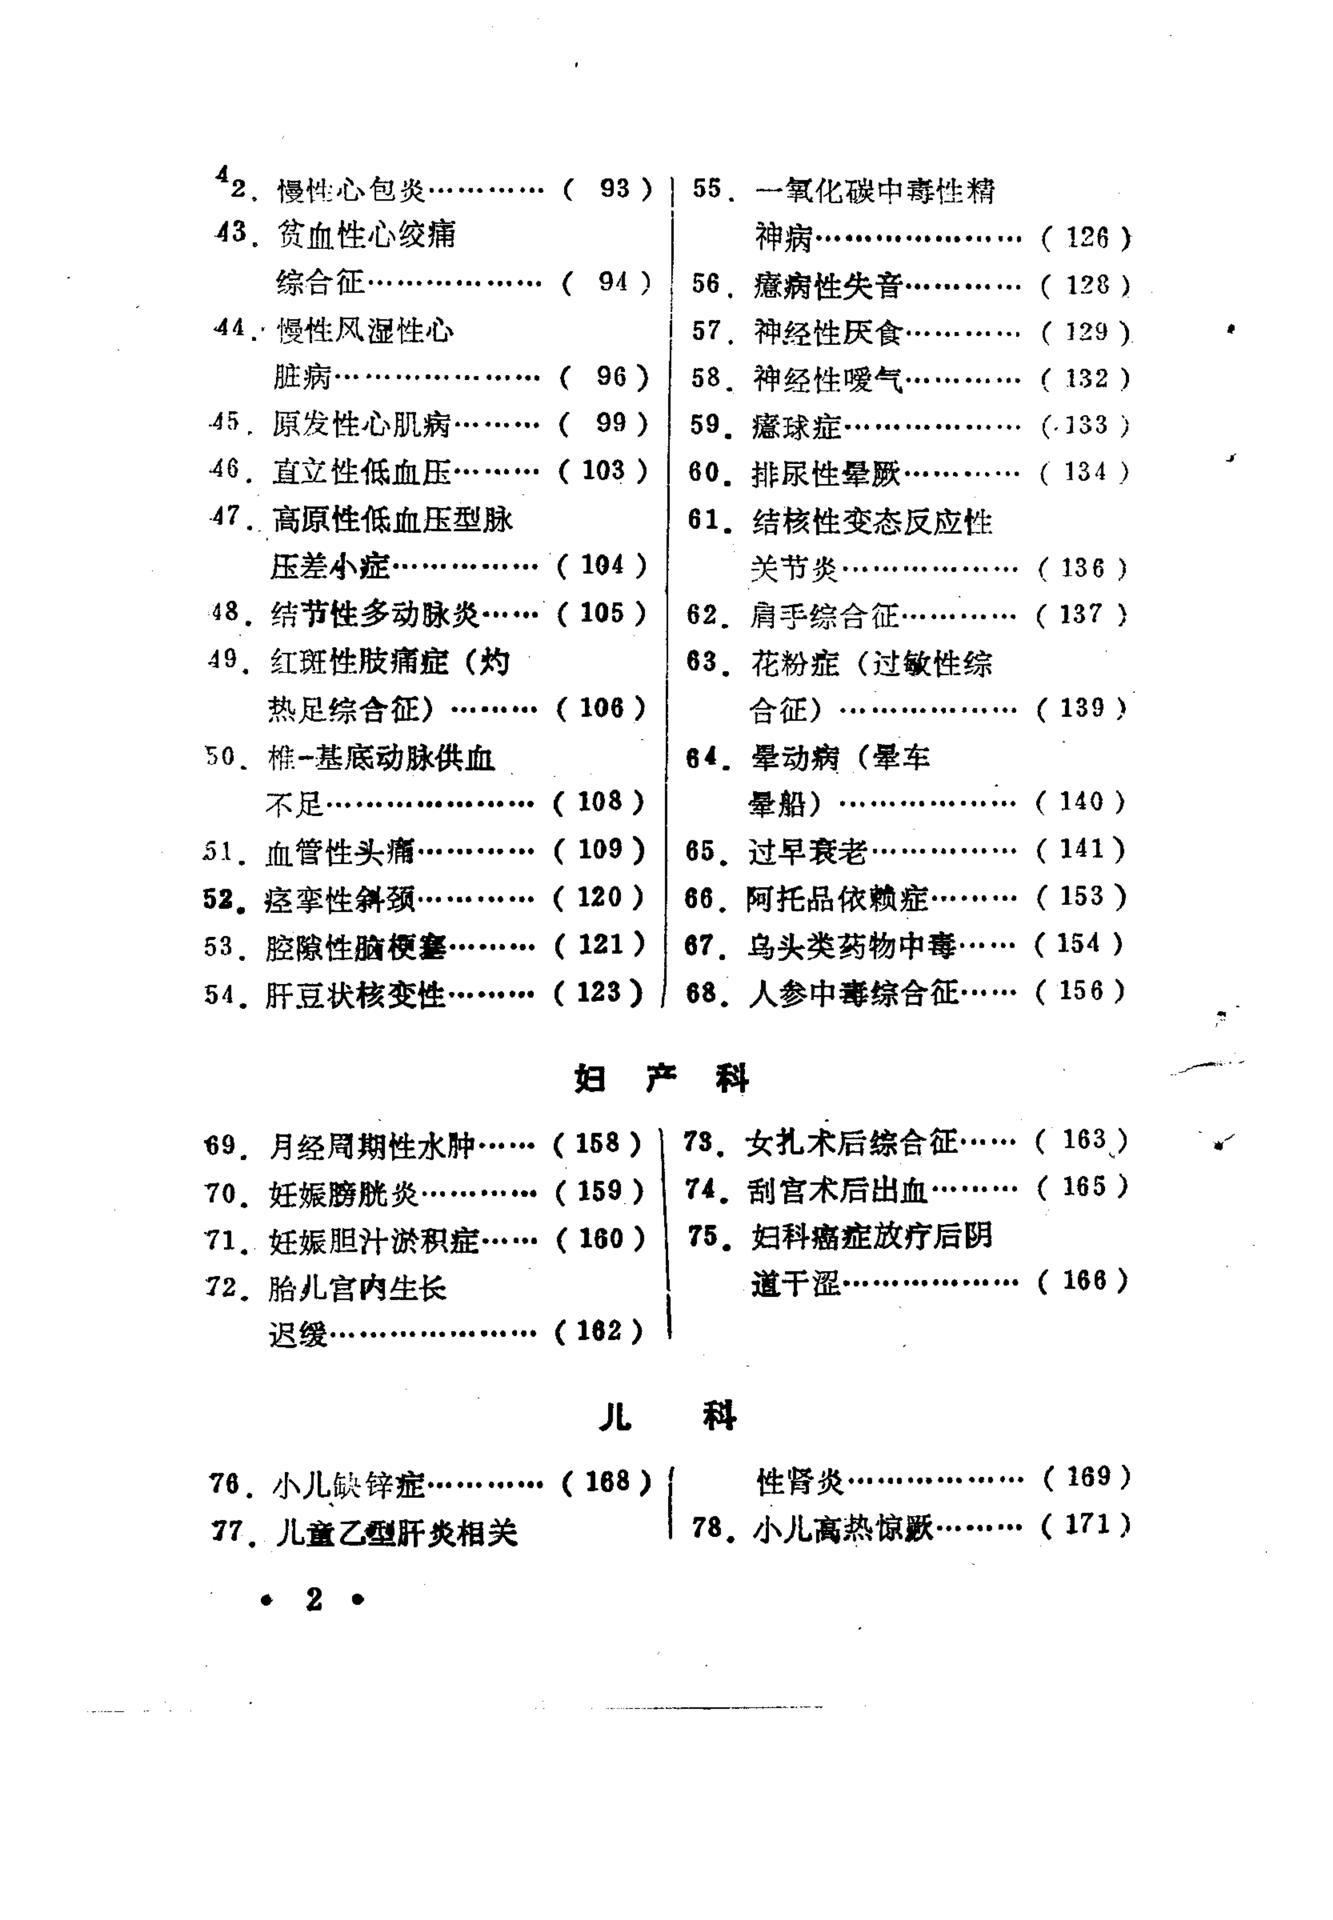 42. 慢性心包炎…………( 93 )
43. 贫血性心绞痛
综合征………………( 94 )
44. 慢性风湿性心
脏病…………………( 96 )
45. 原发性心肌病………( 99 )
46. 直立性低血压………( 103 )
47. 高原性低血压型脉
压差小症……………( 104 )
48. 结节性多动脉炎……( 105 )
49. 红斑性肢痛症（灼
热足综合征）………( 106 )
50. 椎-基底动脉供血
不足…………………( 108 )
51. 血管性头痛…………( 109 )
52. 痉挛性斜颈…………( 120 )
53. 腔隙性脑梗塞………( 121 )
54. 肝豆状核变性………( 123 )
55. 一氧化碳中毒性精
神病…………………( 126 )
56. 癔病性失音…………( 128 )
57. 神经性厌食…………( 129 )
58. 神经性嗳气…………( 132 )
59. 癔球症………………( 133 )
60. 排尿性晕厥…………( 134 )
61. 结核性变态反应性
关节炎………………( 136 )
62. 肩手综合征…………( 137 )
63. 花粉症（过敏性综
合征）………………( 139 )
64. 晕动病（晕车
晕船）………………( 140 )
65. 过早衰老……………( 141 )
66. 阿托品依赖症………( 153 )
67. 乌头类药物中毒……( 154 )
68. 人参中毒综合征……( 156 )
妇 产 科
69. 月经周期性水肿……( 158 )
70. 妊娠膀胱炎…………( 159 )
71. 妊娠胆汁淤积症……( 160 )
72. 胎儿宫内生长
迟缓…………………( 162 )
73. 女扎术后综合征……( 163 )
74. 刮宫术后出血………( 165 )
75. 妇科癌症放疗后阴
道干涩………………( 166 )
儿 科
76. 小儿缺锌症…………( 168 )
77. 儿童乙型肝炎相关
性肾炎………………( 169 )
78. 小儿高热惊厥………( 171 )
• 2 •